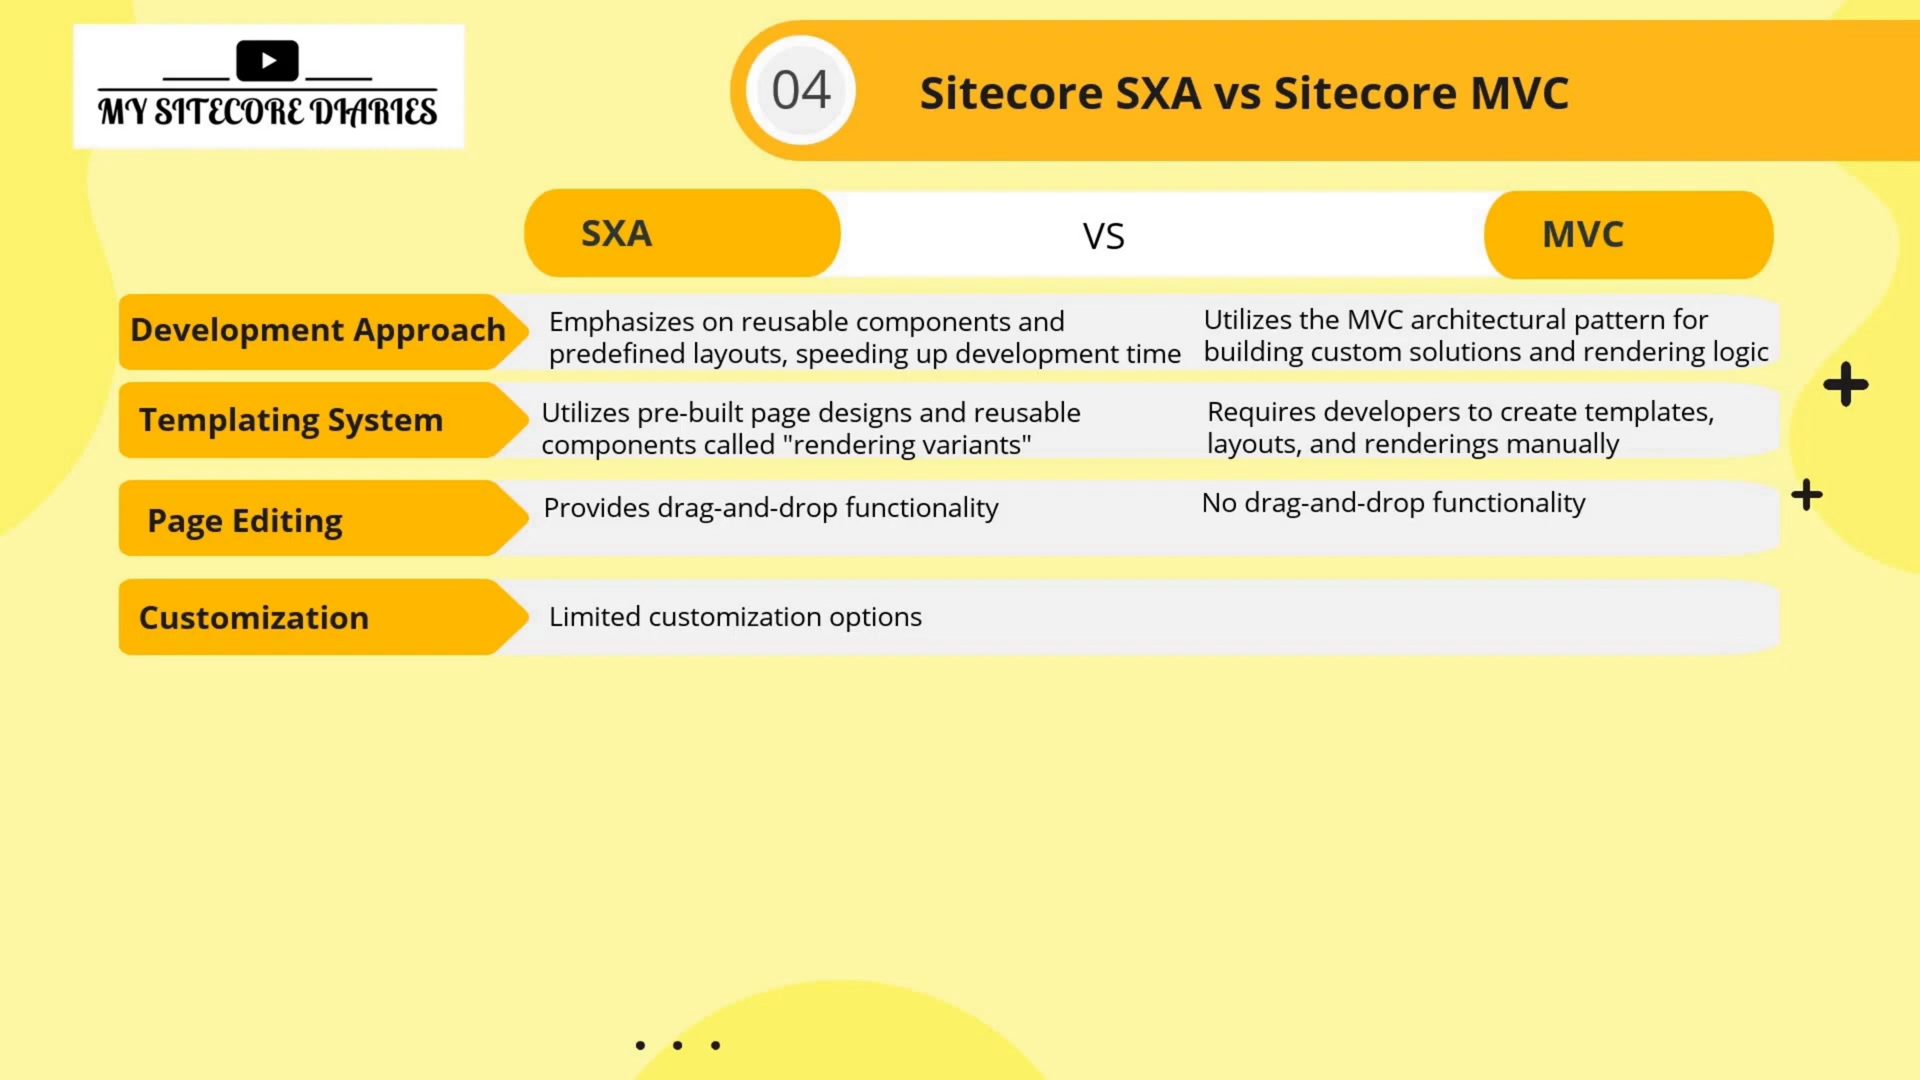 MY SITECORE DIARIES
04
Sitecore SXA vs Sitecore MVC
SXA
VS
MVC
Development Approach
Emphasizes on reusable components and
predefined layouts, speeding up development time
Utilizes the MVC architectural pattern for
building custom solutions and rendering logic
Templating System
Utilizes pre-built page designs and reusable
components called "rendering variants"
Requires developers to create templates,
layouts, and renderings manually
Page Editing
Provides drag-and-drop functionality
No drag-and-drop functionality
Customization
Limited customization options